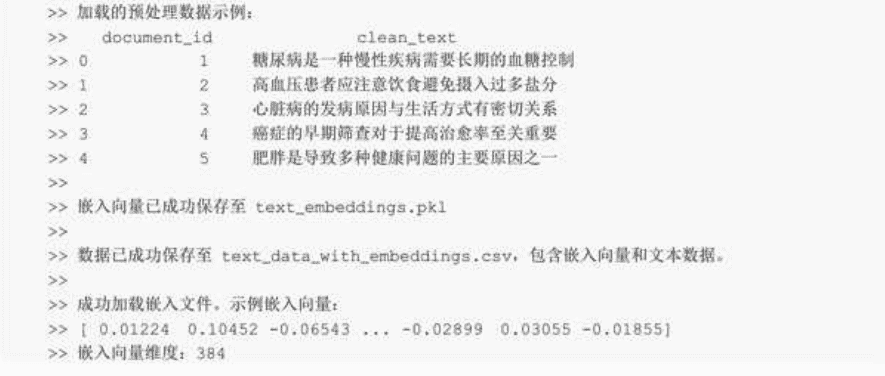 >> 加载的预处理数据示例:
>> document_id clean_text
>> 0 1 糖尿病是一种慢性疾病需要长期的血糖控制
>> 1 2 高血压患者应注意饮食避免摄入过多盐分
>> 2 3 心脏病的发病原因与生活方式有密切关系
>> 3 4 癌症的早期筛查对于提高治愈率至关重要
>> 4 5 肥胖是导致多种健康问题的主要原因之一
>>
>> 嵌入向量已成功保存至 text_embeddings.pkl
>>
>> 数据已成功保存至 text_data_with_embeddings.csv，包含嵌入向量和文本数据。
>>
>> 成功加载嵌入文件。示例嵌入向量:
>> [ 0.01224 0.10452 -0.06543 ... -0.02899 0.03055 -0.01855]
>> 嵌入向量维度: 384